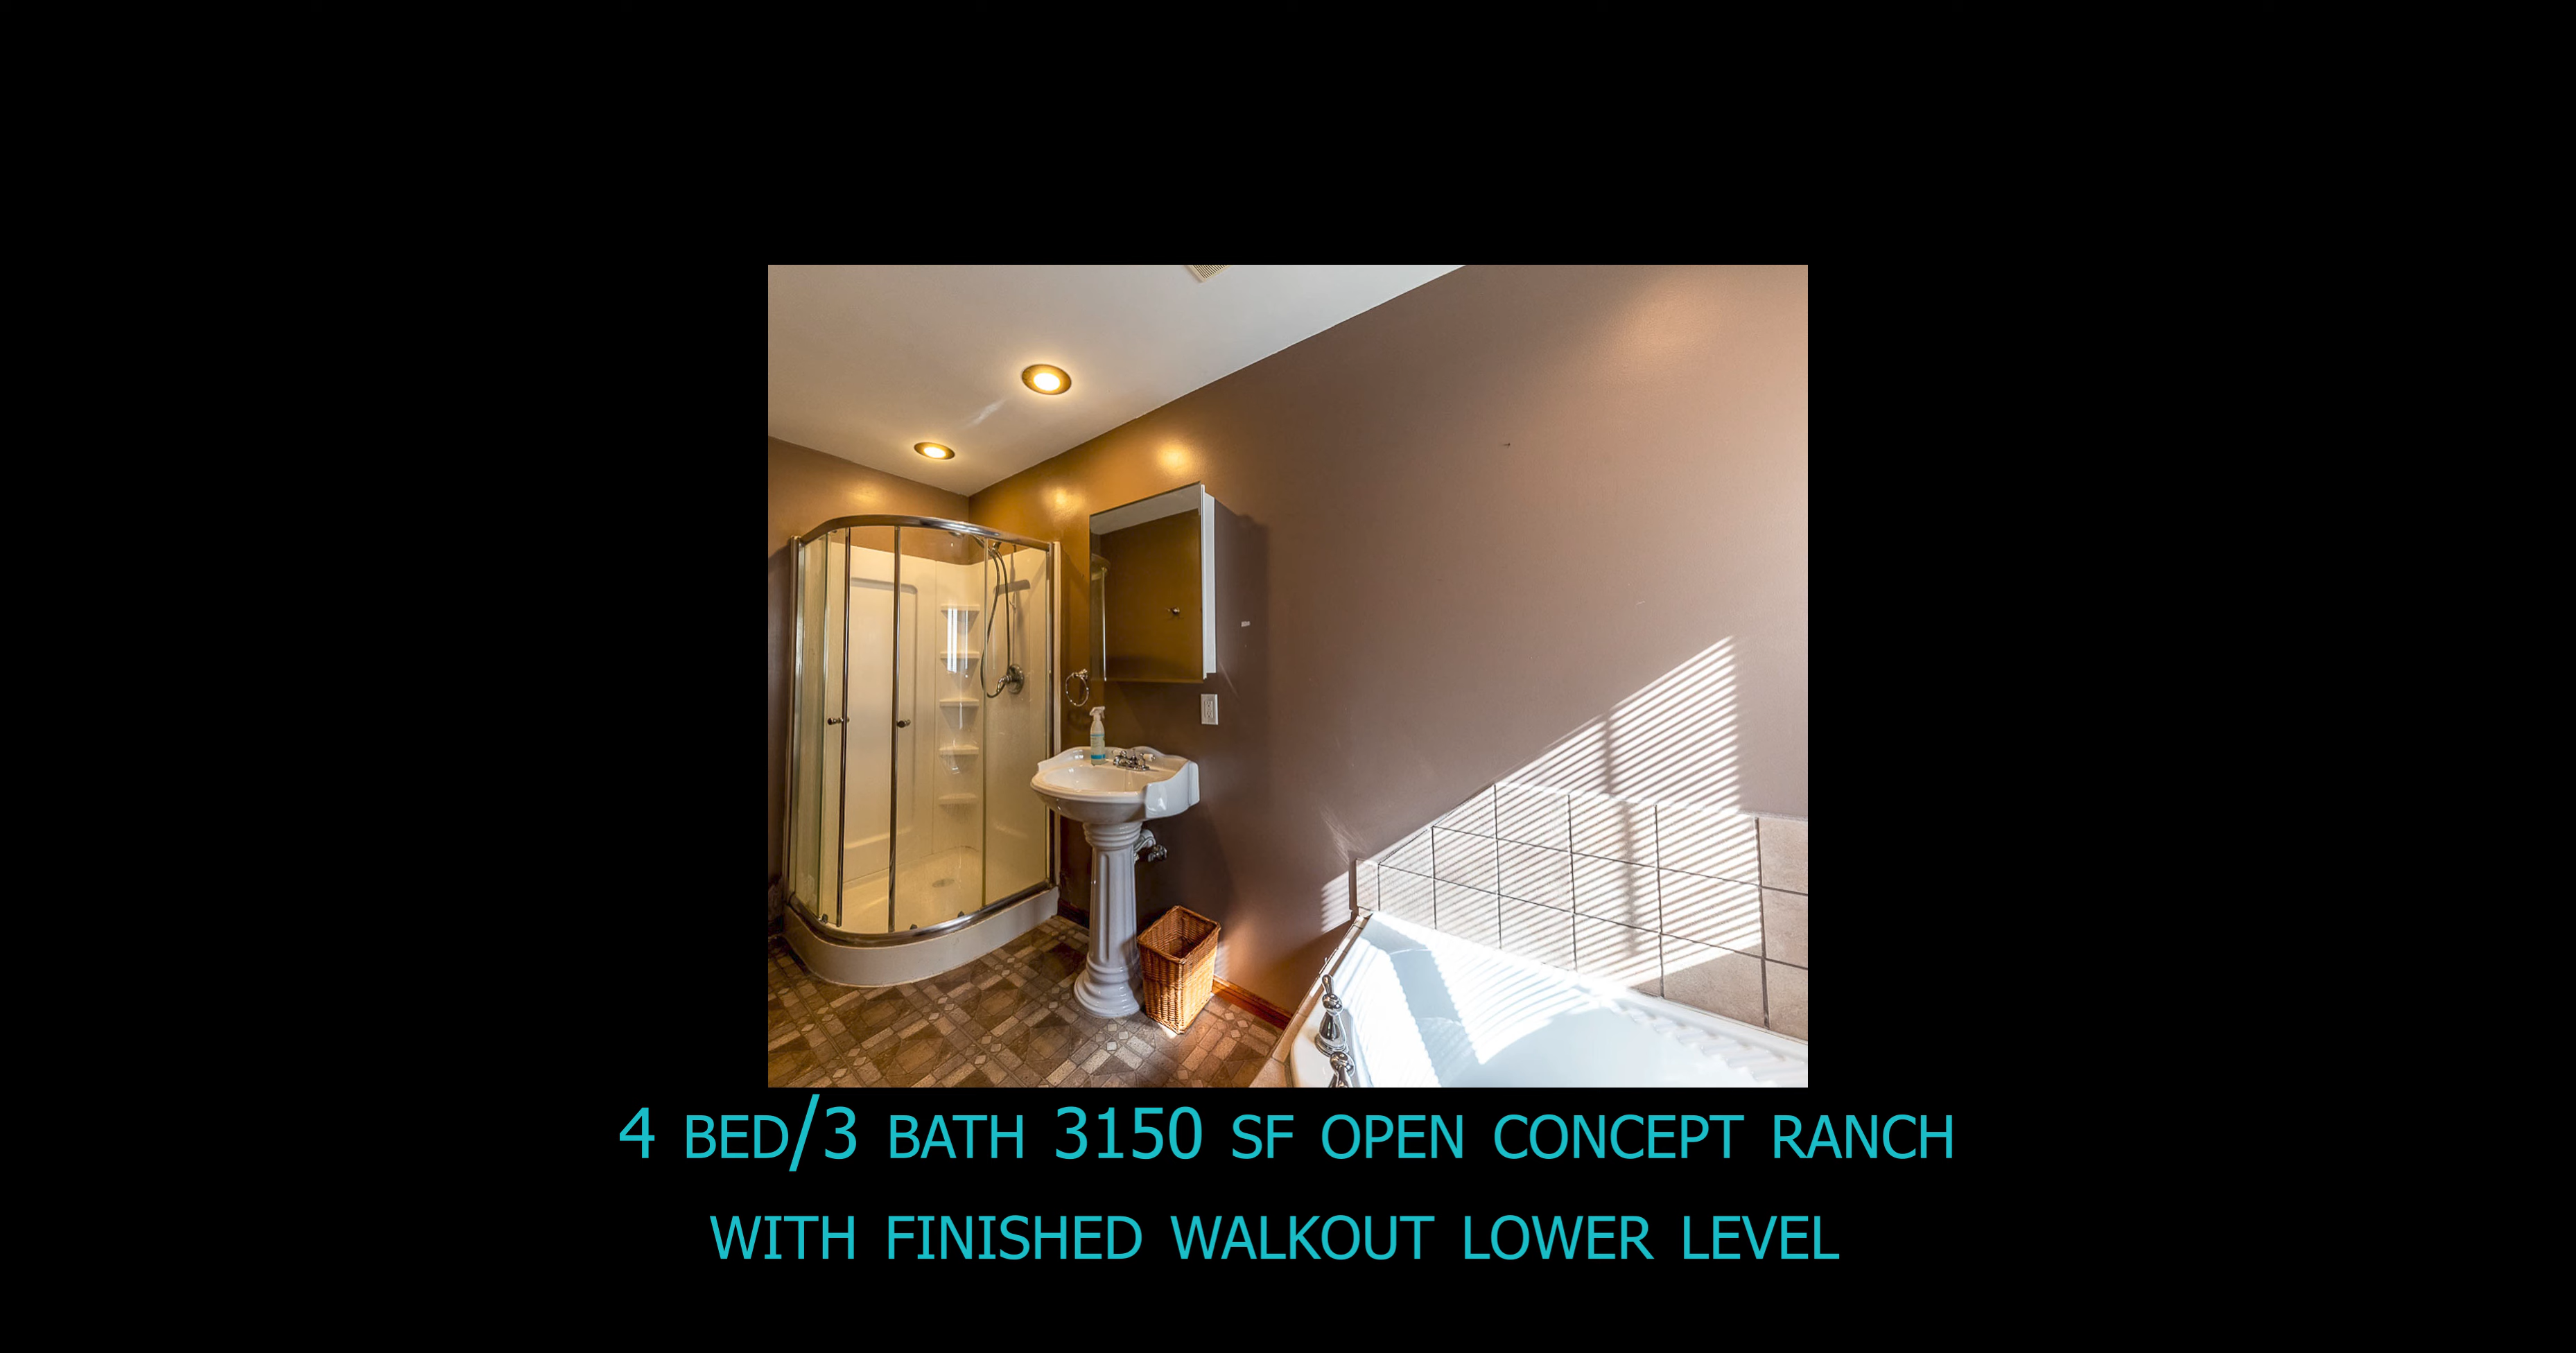 4 BED/3 BATH 3150 SF OPEN CONCEPT RANCH
WITH FINISHED WALKOUT LOWER LEVEL